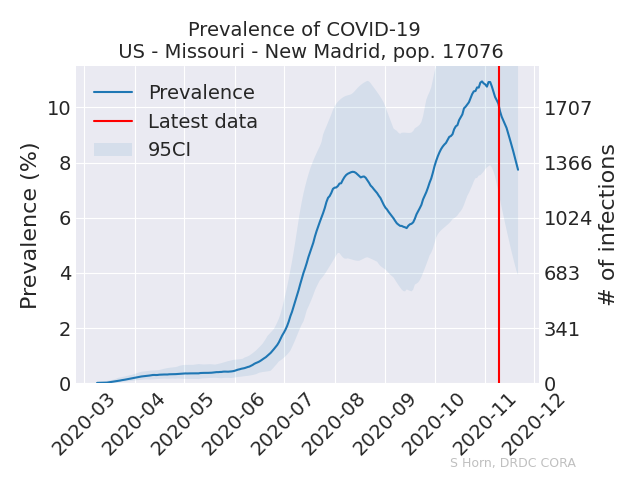 Prevalence of COVID-19
US - Missouri - New Madrid, pop. 17076
Prevalence
Latest data
95CI
Prevalence (%)
10
8
6
4
2
0
1707
1366
1024
683
341
0
# of infections
2020-03
2020-04
2020-05
2020-06
2020-07
2020-08
2020-09
2020-10
2020-11
2020-12
S Horn, DRDC CORA